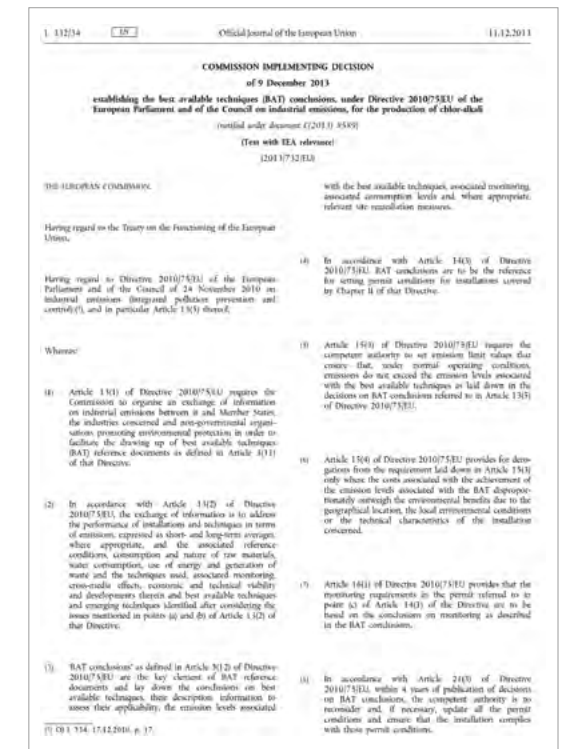 L 332/34
EN
Official Journal of the European Union
11.12.2013
COMMISSION IMPLEMENTING DECISION
of 9 December 2013
establishing the best available techniques (BAT) conclusions, under Directive 2010/75/EU of the
European Parliament and of the Council on industrial emissions, for the production of chlor-alkali
(notified under document C(2013) 8589)
(Text with EEA relevance)
(2013/732/EU)
THE EUROPEAN COMMISSION,
Having regard to the Treaty on the Functioning of the European
Union,
Having regard to Directive 2010/75/EU of the European
Parliament and of the Council of 24 November 2010 on
industrial emissions (integrated pollution prevention and
control) (¹), and in particular Article 13(5) thereof,
Whereas:
(1) Article 13(1) of Directive 2010/75/EU requires the
Commission to organise an exchange of information
on industrial emissions between it and Member States,
the industries concerned and non-governmental organi-
sations promoting environmental protection in order to
facilitate the drawing up of best available techniques
(BAT) reference documents as defined in Article 3(11)
of that Directive.
(2) In accordance with Article 13(2) of Directive
2010/75/EU, the exchange of information is to address
the performance of installations and techniques in terms
of emissions, expressed as short- and long-term averages,
where appropriate, and the associated reference
conditions, consumption and nature of raw materials,
water consumption, use of energy and generation of
waste and the techniques used, associated monitoring,
cross-media effects, economic and technical viability
and developments therein and best available techniques
and emerging techniques identified after considering the
issues mentioned in points (a) and (b) of Article 13(2) of
that Directive.
(3) 'BAT conclusions' as defined in Article 3(12) of Directive
2010/75/EU are the key element of BAT reference
documents and lay down the conclusions on best
available techniques, their description, information to
assess their applicability, the emission levels associated
(¹) OJ L 334, 17.12.2010, p. 17.
with the best available techniques, associated monitoring,
associated consumption levels and, where appropriate,
relevant site remediation measures.
(4) In accordance with Article 14(3) of Directive
2010/75/EU, BAT conclusions are to be the reference
for setting permit conditions for installations covered
by Chapter II of that Directive.
(5) Article 15(3) of Directive 2010/75/EU requires the
competent authority to set emission limit values that
ensure that, under normal operating conditions,
emissions do not exceed the emission levels associated
with the best available techniques as laid down in the
decisions on BAT conclusions referred to in Article 13(5)
of Directive 2010/75/EU.
(6) Article 15(4) of Directive 2010/75/EU provides for dero-
gations from the requirement laid down in Article 15(3)
only where the costs associated with the achievement of
the emission levels associated with the BAT dispropor-
tionately outweigh the environmental benefits due to the
geographical location, the local environmental conditions
or the technical characteristics of the installation
concerned.
(7) Article 16(1) of Directive 2010/75/EU provides that the
monitoring requirements in the permit referred to in
point (c) of Article 14(1) of the Directive are to be
based on the conclusions on monitoring as described
in the BAT conclusions.
(8) In accordance with Article 21(3) of Directive
2010/75/EU, within 4 years of publication of decisions
on BAT conclusions, the competent authority is to
reconsider and, if necessary, update all the permit
conditions and ensure that the installation complies
with those permit conditions.